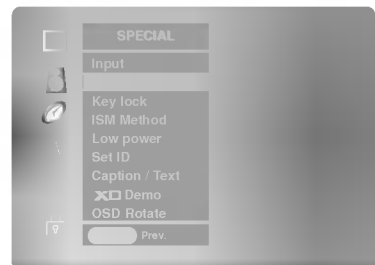 SPECIAL
Input
Key lock
ISM Method
Low power
Set ID
Caption / Text
XD Demo
OSD Rotate
Prev.